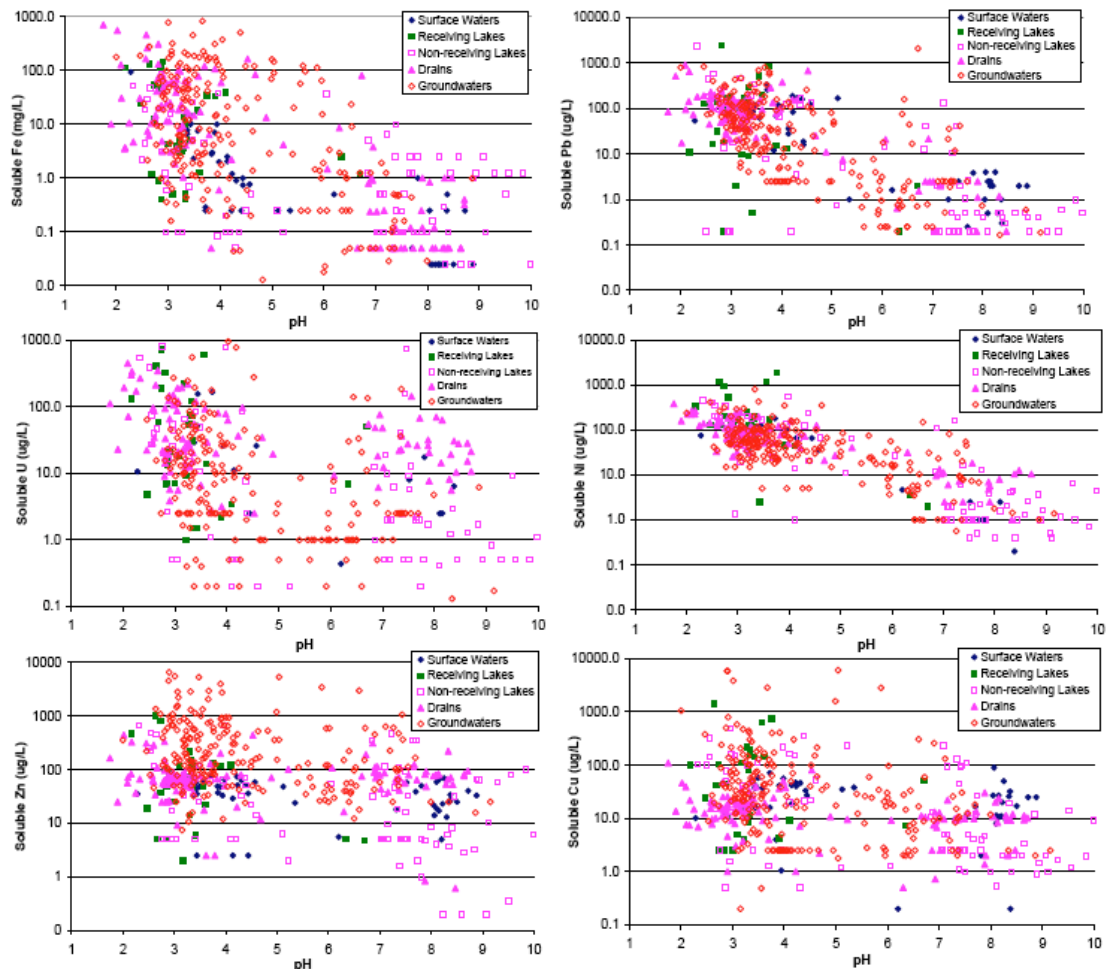 Soluble Fe (mg/L)
1000.0
100.0
10.0
1.0
0.1
0.0
1 2 3 4 5 6 7 8 9 10
pH
Surface Waters
Receiving Lakes
Non-receiving Lakes
Drains
Groundwaters
Soluble Pb (ug/L)
10000.0
1000.0
100.0
10.0
1.0
0.1
0.0
1 2 3 4 5 6 7 8 9 10
pH
Surface Waters
Receiving Lakes
Non-receiving Lakes
Drains
Groundwaters
Soluble U (ug/L)
1000.0
100.0
10.0
1.0
0.1
1 2 3 4 5 6 7 8 9 10
pH
Surface Waters
Receiving Lakes
Non-receiving Lakes
Drains
Groundwaters
Soluble Ni (ug/L)
10000.0
1000.0
100.0
10.0
1.0
0.1
0.0
1 2 3 4 5 6 7 8 9 10
pH
Surface Waters
Receiving Lakes
Non-receiving Lakes
Drains
Groundwaters
Soluble Zn (ug/L)
10000
1000
100
10
1
0
1 2 3 4 5 6 7 8 9 10
pH
Surface Waters
Receiving Lakes
Non-receiving Lakes
Drains
Groundwaters
Soluble Cu (ug/L)
10000.0
1000.0
100.0
10.0
1.0
0.1
1 2 3 4 5 6 7 8 9 10
pH
Surface Waters
Receiving Lakes
Non-receiving Lakes
Drains
Groundwaters